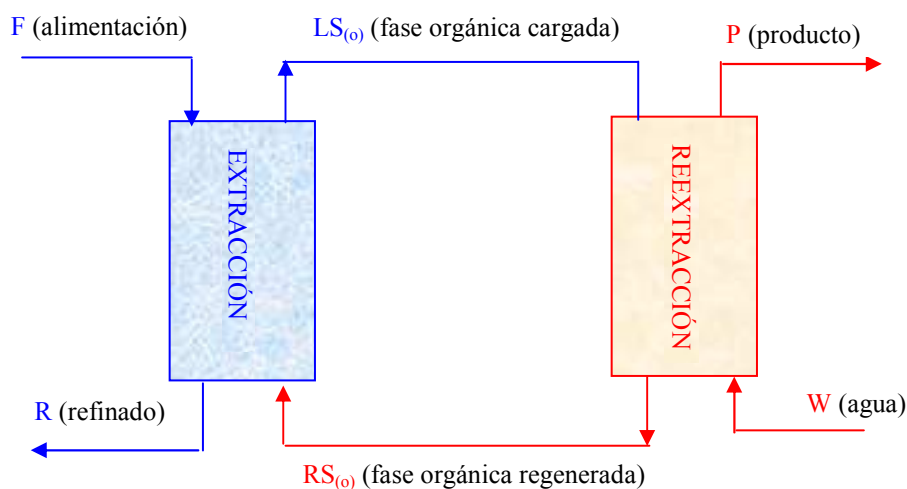 F (alimentación)
LS(o) (fase orgánica cargada)
P (producto)
EXTRACCIÓN
REEXTRACCIÓN
R (refinado)
W (agua)
RS(o) (fase orgánica regenerada)